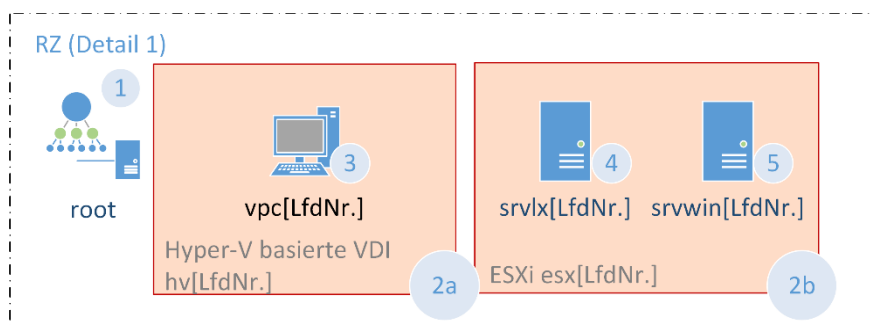 RZ (Detail 1)
1
root
3
vpc[LfdNr.]
Hyper-V basierte VDI
hv[LfdNr.]
2a
4
srvlx[LfdNr.]
5
srvwin[LfdNr.]
ESXi esx[LfdNr.]
2b